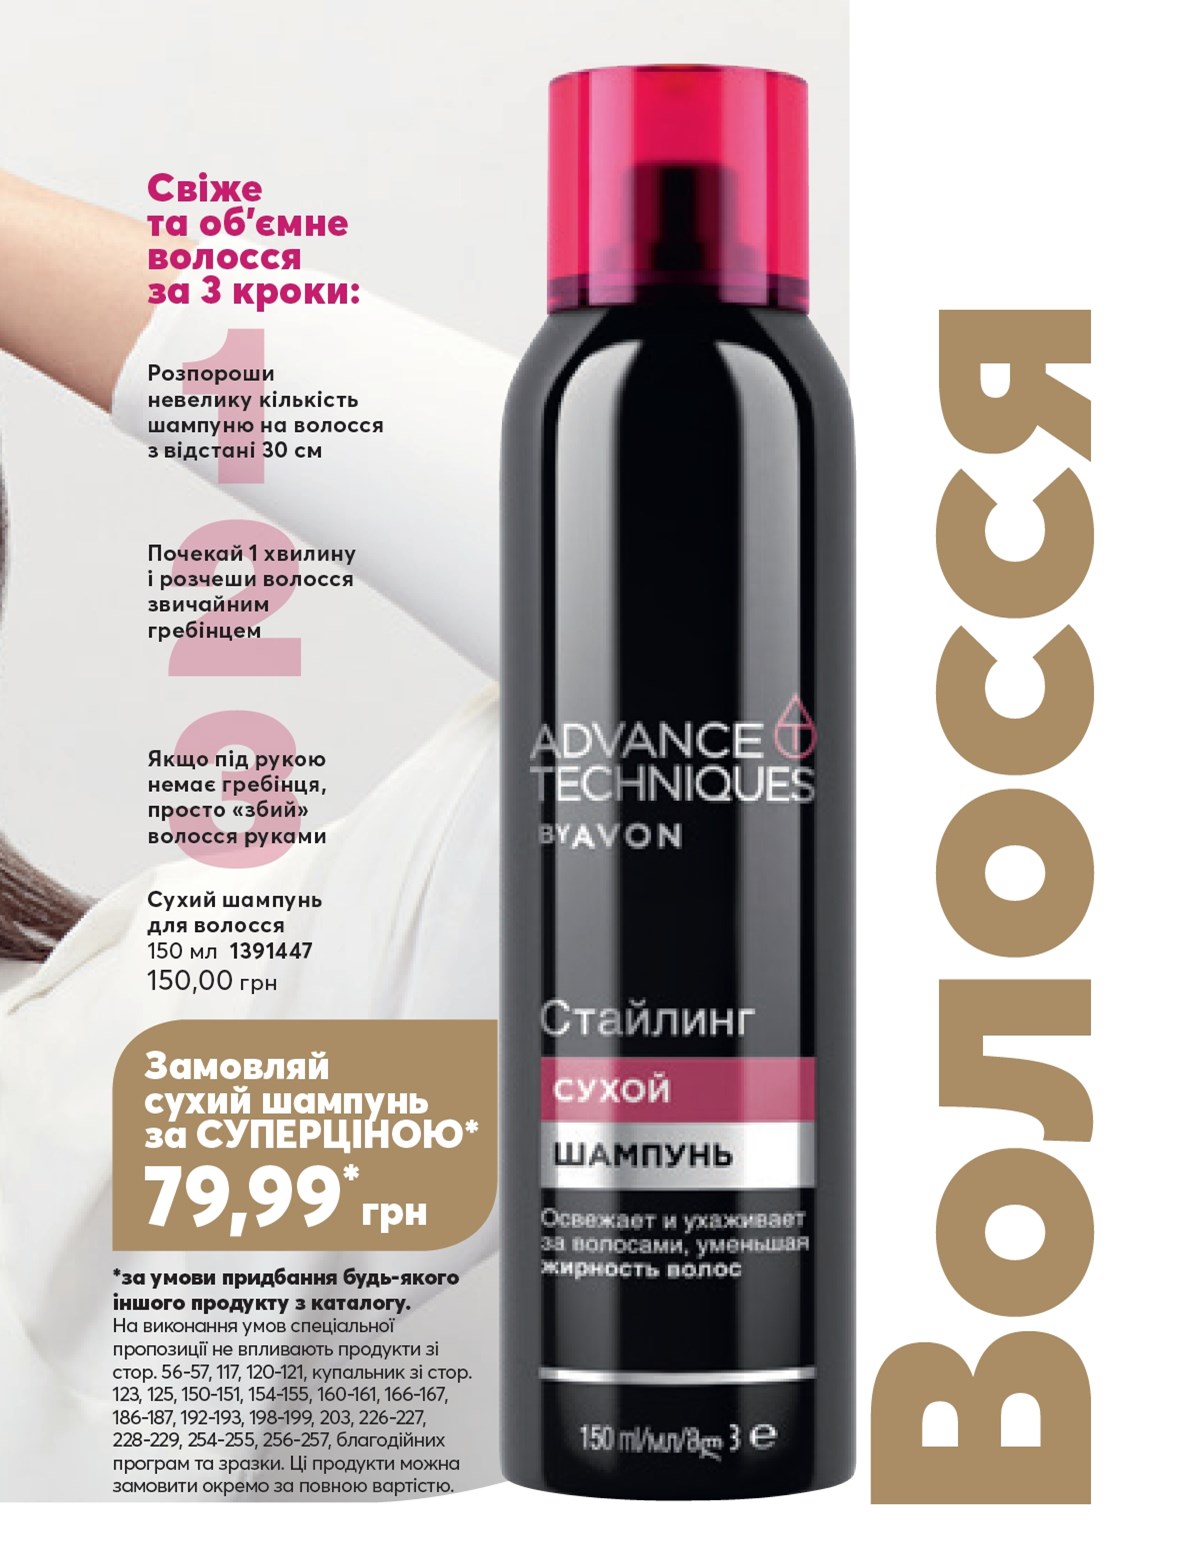 Свіже
та об'ємне
волосся
за 3 кроки:
1
Розпороши
невелику кількість
шампуню на волосся
з відстані 30 см
2
Почекай 1 хвилину
і розчеши волосся
звичайним
гребінцем
3
Якщо під рукою
немає гребінця,
просто «збий»
волосся руками
Сухий шампунь
для волосся
150 мл 1391447
150,00 грн
Замовляй
сухий шампунь
за СУПЕРЦІНОЮ*
79,99* грн
*за умови придбання будь-якого
іншого продукту з каталогу.
На виконання умов спеціальної
пропозиції не впливають продукти зі
стор. 56-57, 117, 120-121, купальник зі стор.
123, 125, 150-151, 154-155, 160-161, 166-167,
186-187, 192-193, 198-199, 203, 226-227,
228-229, 254-255, 256-257, благодійних
програм та зразки. Ці продукти можна
замовити окремо за повною вартістю.
ADVANCE
TECHNIQUES
BY AVON
Стайлинг
СУХОЙ
ШАМПУНЬ
Освежает и ухаживает
за волосами, уменьшая
жирность волос
150 ml/мл/მლ 3 e
ВОЛОССЯ